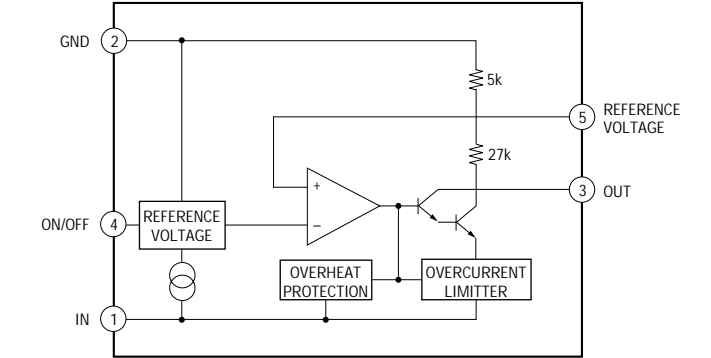 GND 2
5k
5 REFERENCE
VOLTAGE
27k
+
3 OUT
ON/OFF 4
REFERENCE
VOLTAGE
–
OVERHEAT
PROTECTION
OVERCURRENT
LIMITTER
IN 1